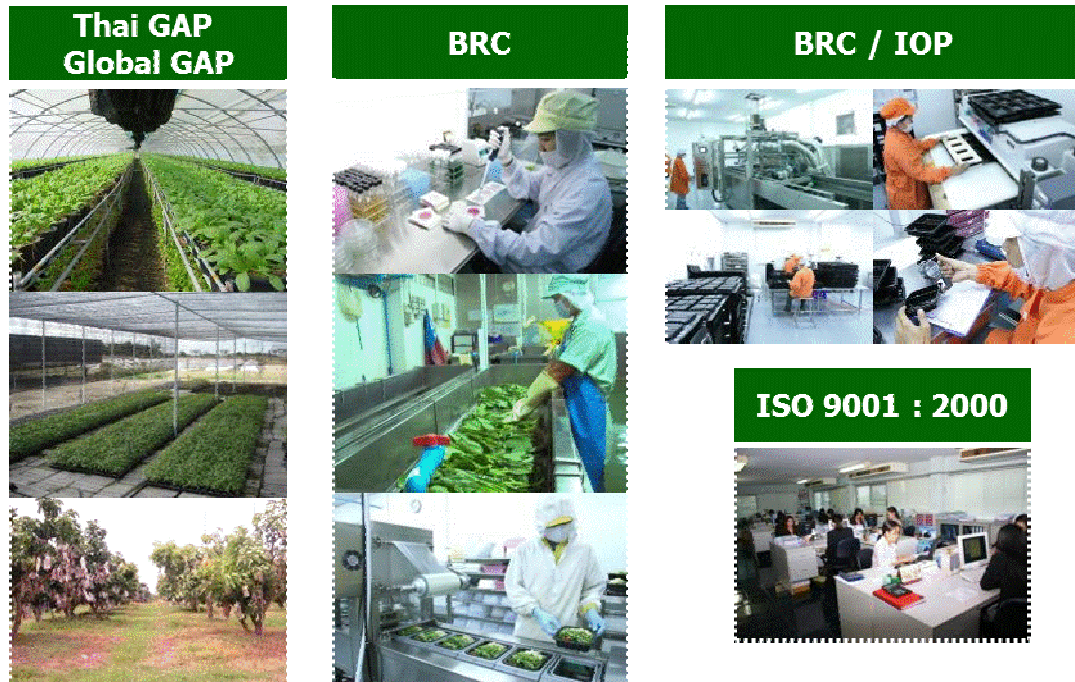 Thai GAP
Global GAP
BRC
BRC / IOP
ISO 9001 : 2000